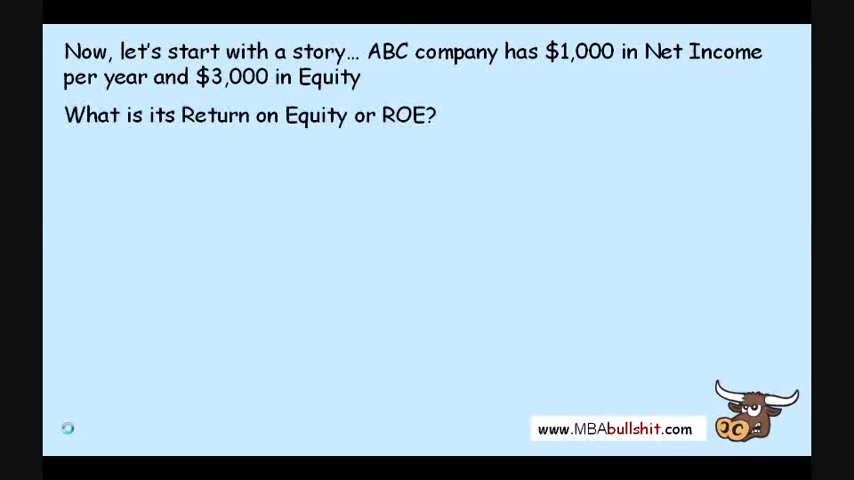 Now, let's start with a story... ABC company has $1,000 in Net Income
per year and $3,000 in Equity
What is its Return on Equity or ROE?
www.MBAbullshit.com